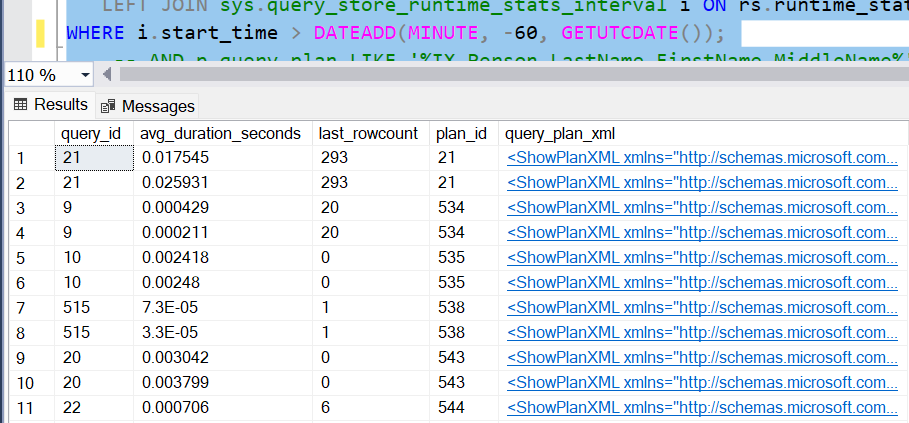 LEFT JOIN sys.query_store_runtime_stats_interval i ON rs.runtime_stat
WHERE i.start_time > DATEADD(MINUTE, -60, GETUTCDATE());
-- AND p.query_plan LIKE '%IX_Person_LastName_FirstName_MiddleName%'
110 %
Results Messages
query_id avg_duration_seconds last_rowcount plan_id query_plan_xml
1 21 0.017545 293 21 <ShowPlanXML xmlns="http://schemas.microsoft.com...
2 21 0.025931 293 21 <ShowPlanXML xmlns="http://schemas.microsoft.com...
3 9 0.000429 20 534 <ShowPlanXML xmlns="http://schemas.microsoft.com...
4 9 0.000211 20 534 <ShowPlanXML xmlns="http://schemas.microsoft.com...
5 10 0.002418 0 535 <ShowPlanXML xmlns="http://schemas.microsoft.com...
6 10 0.00248 0 535 <ShowPlanXML xmlns="http://schemas.microsoft.com...
7 515 7.3E-05 1 538 <ShowPlanXML xmlns="http://schemas.microsoft.com...
8 515 3.3E-05 1 538 <ShowPlanXML xmlns="http://schemas.microsoft.com...
9 20 0.003042 0 543 <ShowPlanXML xmlns="http://schemas.microsoft.com...
10 20 0.003799 0 543 <ShowPlanXML xmlns="http://schemas.microsoft.com...
11 22 0.000706 6 544 <ShowPlanXML xmlns="http://schemas.microsoft.com...